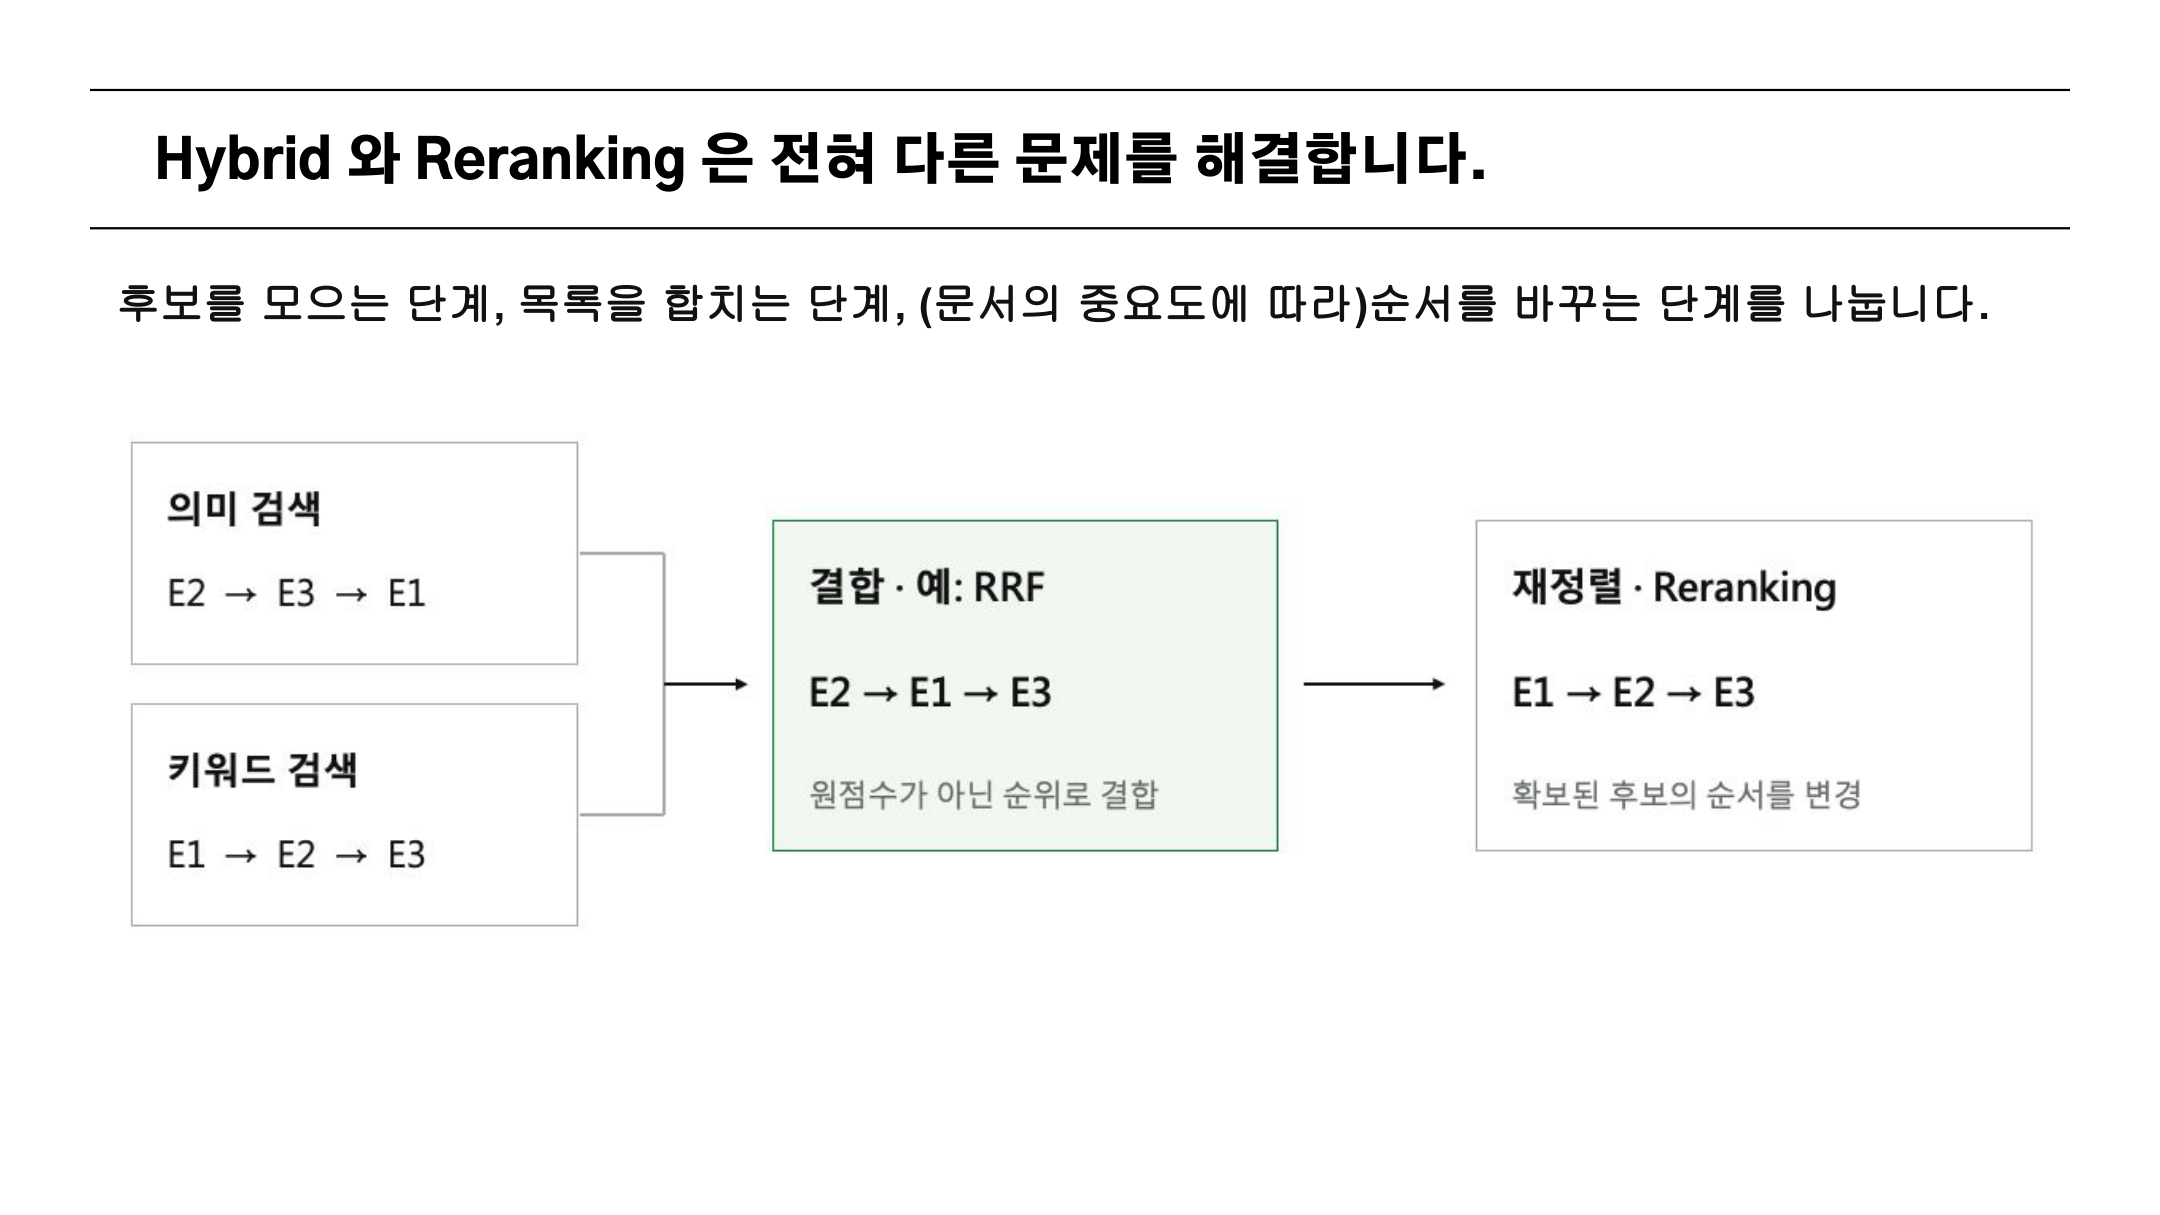 Hybrid 와 Reranking 은 전혀 다른 문제를 해결합니다.
후보를 모으는 단계, 목록을 합치는 단계, (문서의 중요도에 따라)순서를 바꾸는 단계를 나눕니다.
의미 검색
E2 → E3 → E1
키워드 검색
E1 → E2 → E3
결합 · 예: RRF
E2 → E1 → E3
원점수가 아닌 순위로 결합
재정렬 · Reranking
E1 → E2 → E3
확보된 후보의 순서를 변경